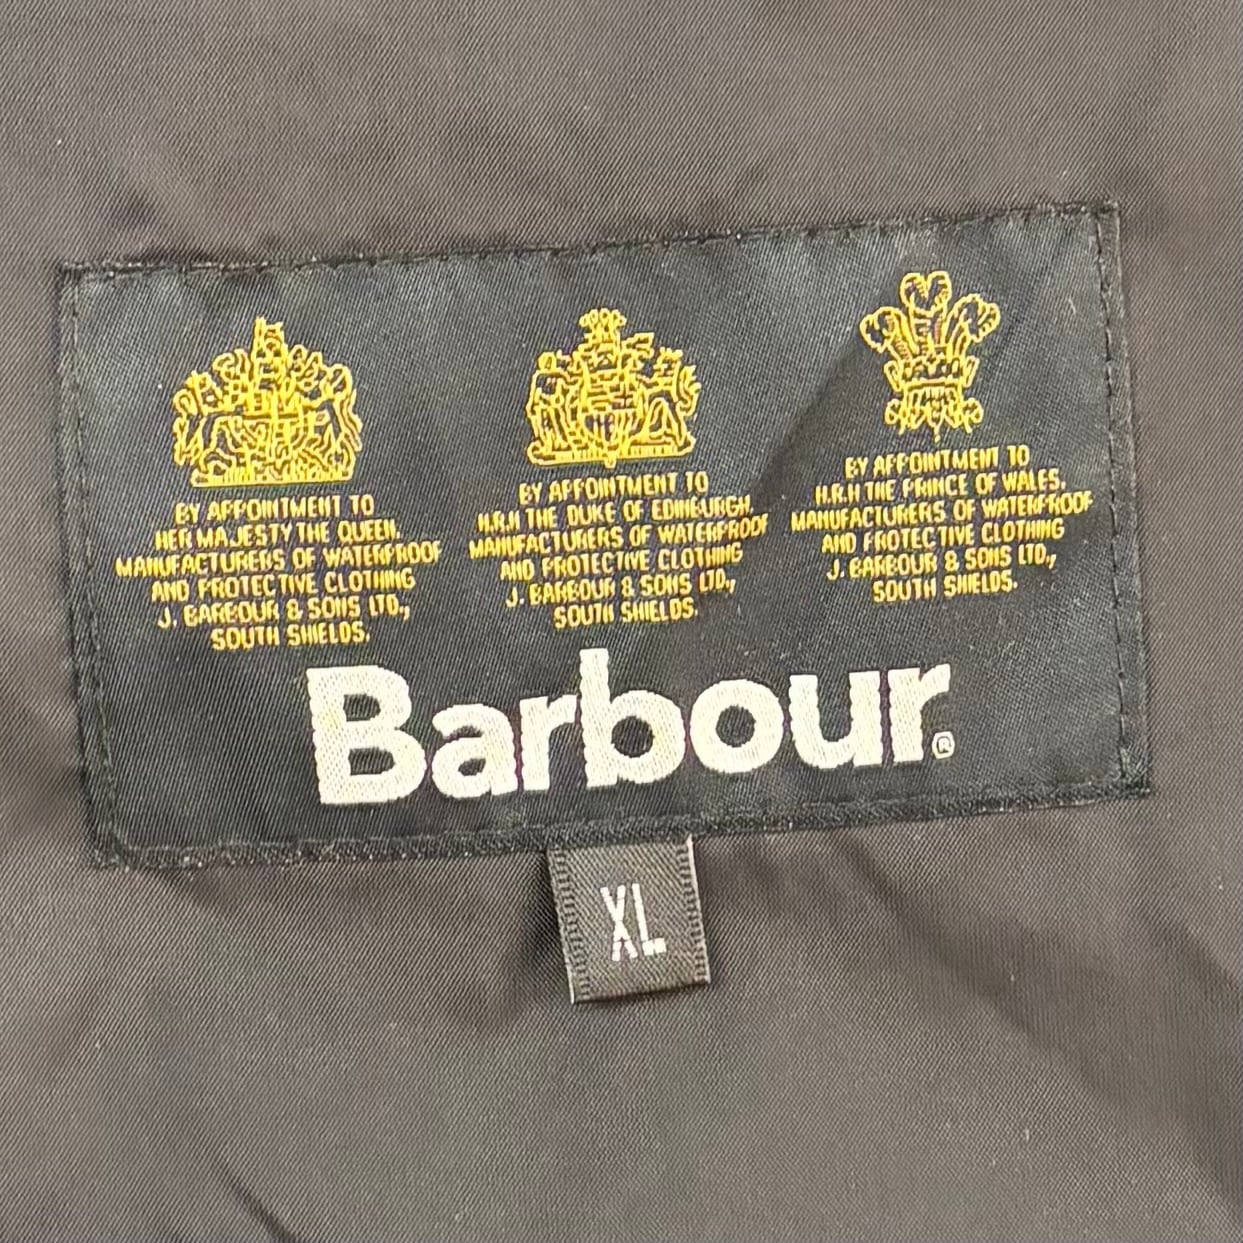 BY APPOINTMENT TO
HER MAJESTY THE QUEEN,
MANUFACTURERS OF WATERPROOF
AND PROTECTIVE CLOTHING
J. BARBOUR & SONS LTD.,
SOUTH SHIELDS.
BY APPOINTMENT TO
H.R.H THE DUKE OF EDINBURGH,
MANUFACTURERS OF WATERPROOF
AND PROTECTIVE CLOTHING
J. BARBOUR & SONS LTD.,
SOUTH SHIELDS.
BY APPOINTMENT TO
H.R.H THE PRINCE OF WALES.
MANUFACTURERS OF WATERPROOF
AND PROTECTIVE CLOTHING
J. BARBOUR & SONS LTD.,
SOUTH SHIELDS.
Barbour®
XL